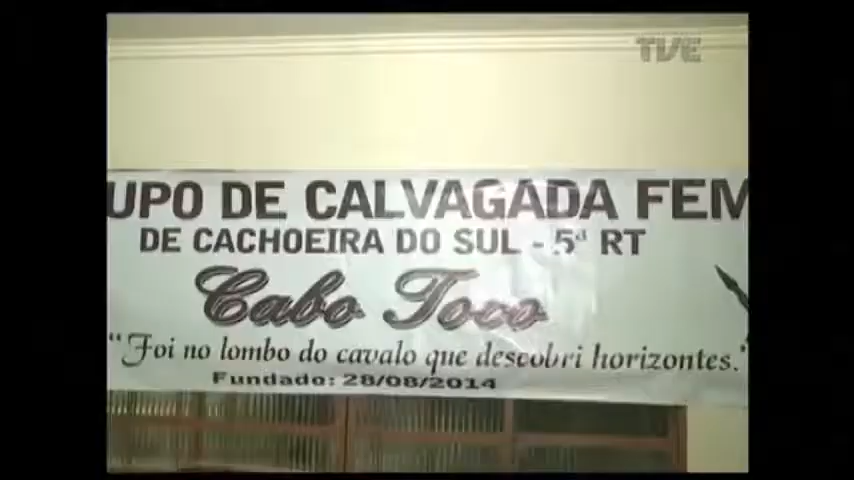 TVE
UPO DE CALVAGADA FEM
DE CACHOEIRA DO SUL - 5ª RT
Cabo Toco
"Foi no lombo do cavalo que descobri horizontes."
Fundado: 28/08/2014